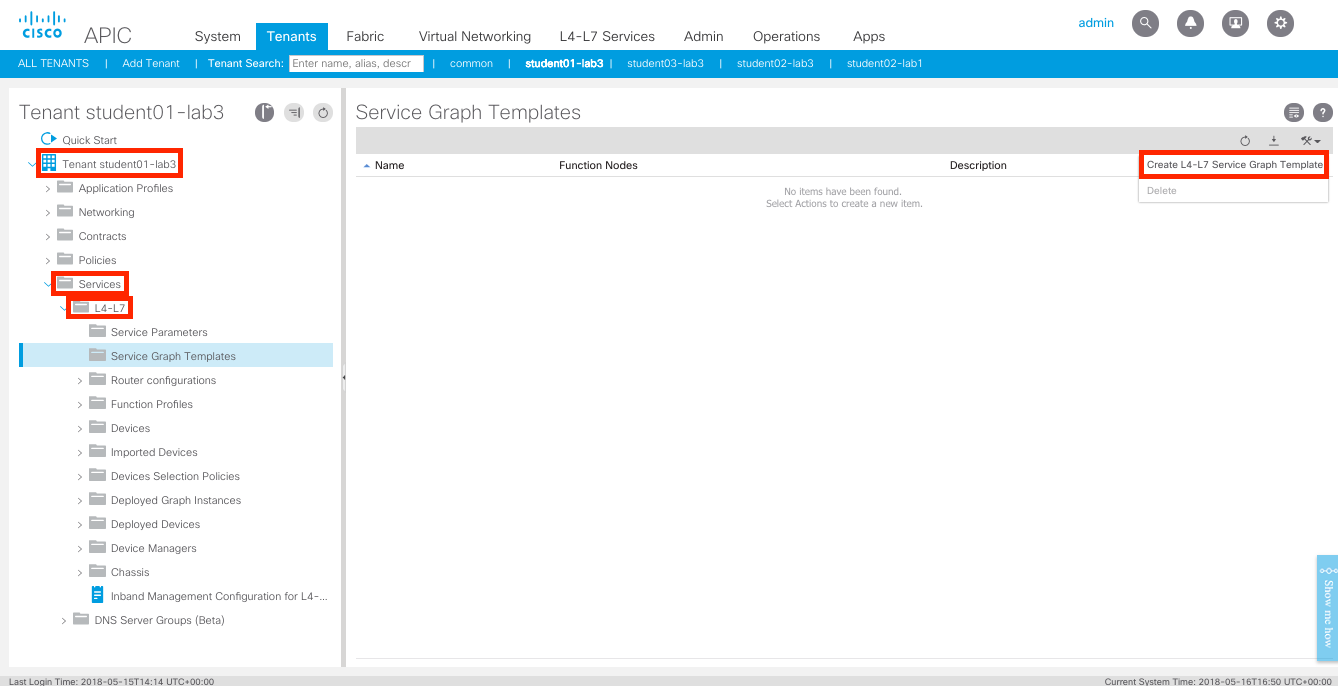 CISCO
APIC
System Tenants Fabric Virtual Networking L4-L7 Services Admin Operations Apps
admin
ALL TENANTS | Add Tenant | Tenant Search: Enter name, alias, descr | common | student01-lab3 | student03-lab3 | student02-lab3 | student02-lab1
Tenant student01-lab3
Quick Start
Tenant student01-lab3
Application Profiles
Networking
Contracts
Policies
Services
L4-L7
Service Parameters
Service Graph Templates
Router configurations
Function Profiles
Devices
Imported Devices
Devices Selection Policies
Deployed Graph Instances
Deployed Devices
Device Managers
Chassis
Inband Management Configuration for L4-...
DNS Server Groups (Beta)
Service Graph Templates
Name Function Nodes Description
No items have been found.
Select Actions to create a new item.
Create L4-L7 Service Graph Template
Delete
Show me how
Last Login Time: 2018-05-15T14:14 UTC+00:00
Current System Time: 2018-05-16T16:50 UTC+00:00